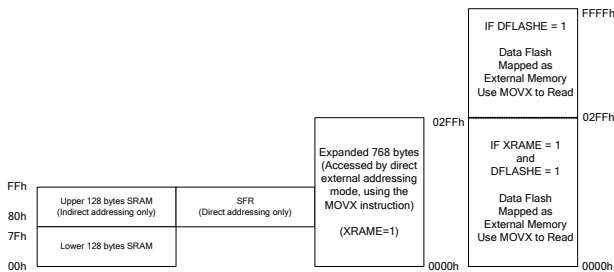 FFh
80h
7Fh
00h
Upper 128 bytes SRAM
(Indirect addressing only)
Lower 128 bytes SRAM
SFR
(Direct addressing only)
Expanded 768 bytes
(Accessed by direct
external addressing
mode, using the
MOVX instruction)
(XRAME=1)
02FFh
0000h
IF DFLASHE = 1
Data Flash
Mapped as
External Memory
Use MOVX to Read
IF XRAME = 1
and
DFLASHE = 1
Data Flash
Mapped as
External Memory
Use MOVX to Read
FFFFh
02FFh
0000h